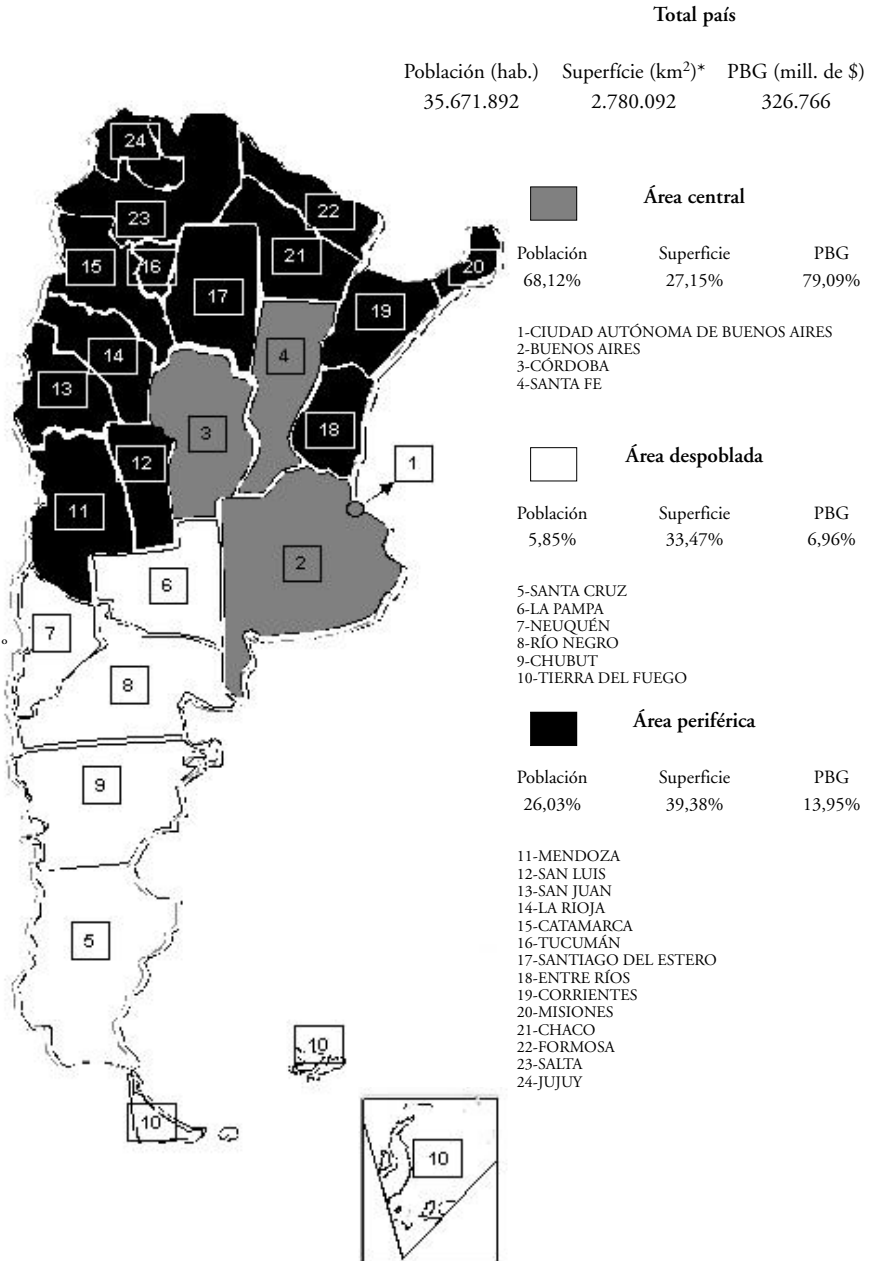 Total país
Población (hab.) Superfície (km²)* PBG (mill. de $)
35.671.892 2.780.092 326.766
Área central
Población Superficie PBG
68,12% 27,15% 79,09%
1-CIUDAD AUTÓNOMA DE BUENOS AIRES
2-BUENOS AIRES
3-CÓRDOBA
4-SANTA FE
Área despoblada
Población Superficie PBG
5,85% 33,47% 6,96%
5-SANTA CRUZ
6-LA PAMPA
7-NEUQUÉN
8-RÍO NEGRO
9-CHUBUT
10-TIERRA DEL FUEGO
Área periférica
Población Superficie PBG
26,03% 39,38% 13,95%
11-MENDOZA
12-SAN LUIS
13-SAN JUAN
14-LA RIOJA
15-CATAMARCA
16-TUCUMÁN
17-SANTIAGO DEL ESTERO
18-ENTRE RÍOS
19-CORRIENTES
20-MISIONES
21-CHACO
22-FORMOSA
23-SALTA
24-JUJUY
24
23
22
21
15
16
20
17
19
4
14
13
18
3
12
1
11
2
6
7
8
9
5
10
10
10